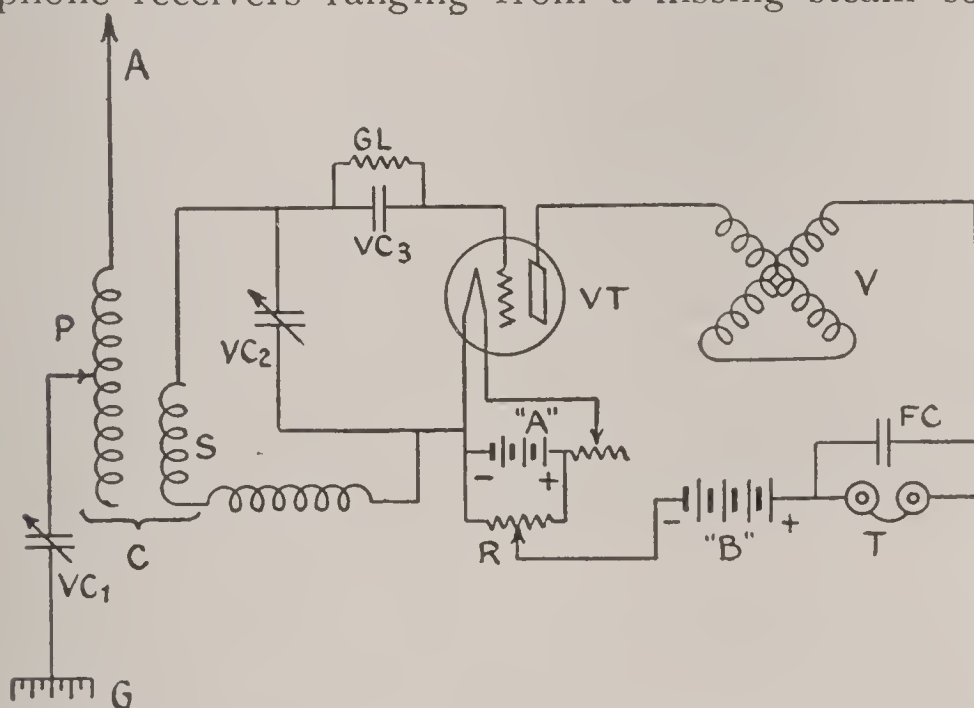 phone receivers ranging from a hissing steam
A
GL
VC3
P
VT
V
VC2
"A"
FC
S
- +
- +
R
"B"
T
C
VC1
G